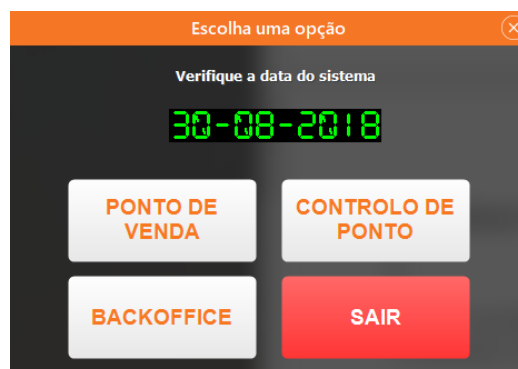 Escolha uma opção
Verifique a data do sistema
30-08-2018
PONTO DE
VENDA
CONTROLO DE
PONTO
BACKOFFICE
SAIR